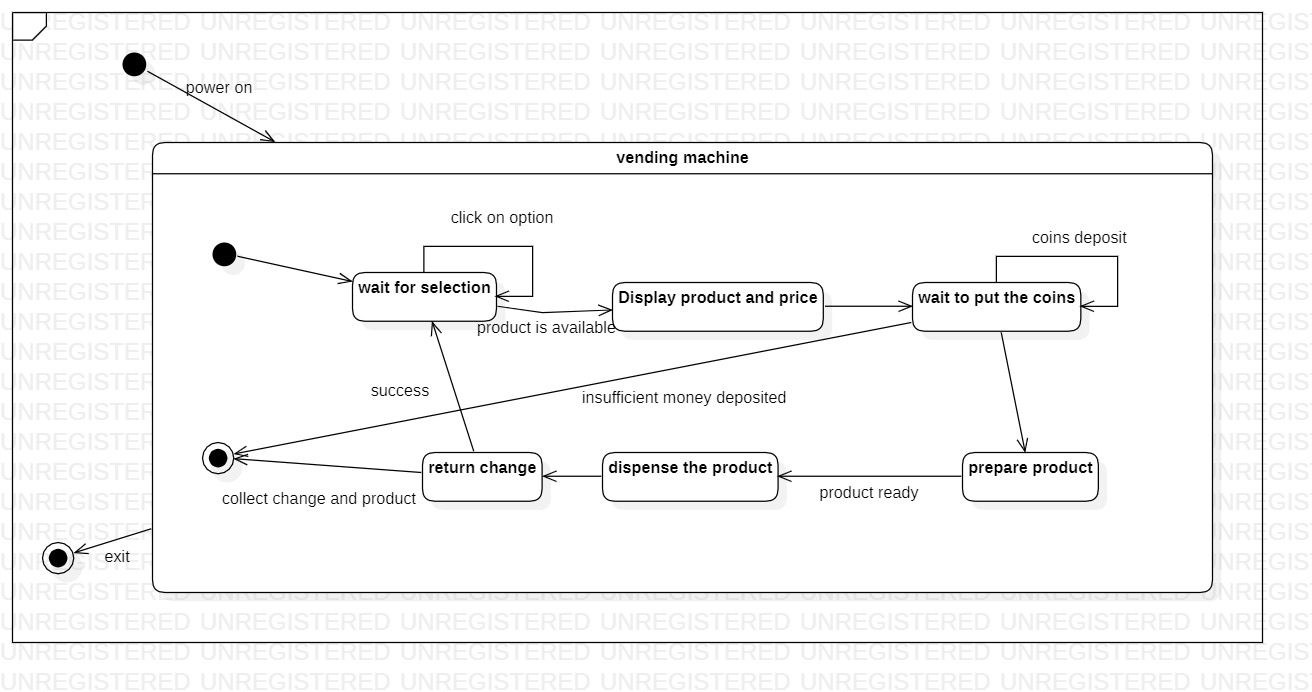 UNREGISTERED UNREGISTERED UNREGISTERED UNREGISTERED UNREGISTERED UNREGISTERED
power on
vending machine
click on option
coins deposit
wait for selection
Display product and price
wait to put the coins
product is available
success
insufficient money deposited
return change
dispense the product
prepare product
collect change and product
product ready
exit